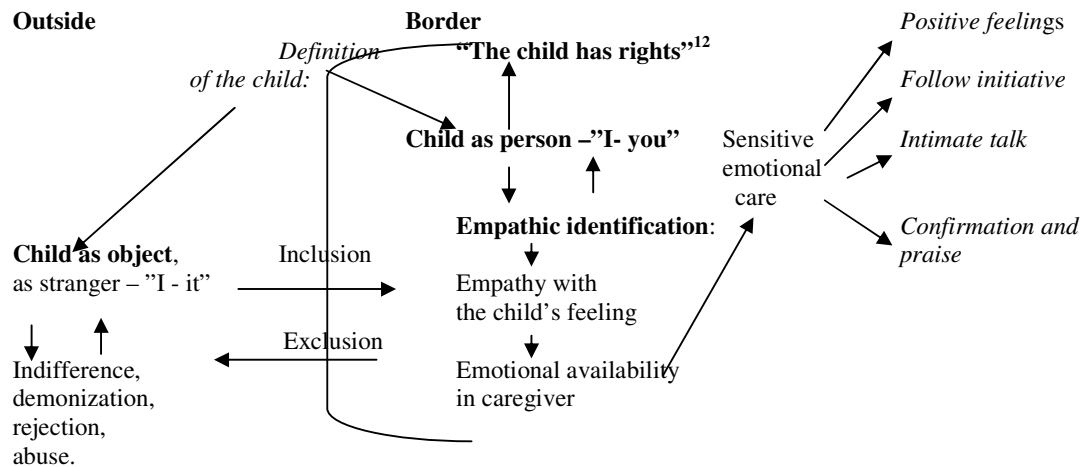 Outside
Border
Definition
of the child:
“The child has rights”12
Child as person –”I- you”
Empathic identification:
Empathy with
the child’s feeling
Emotional availability
in caregiver
Child as object,
as stranger – ”I - it”
Inclusion
Exclusion
Indifference,
demonization,
rejection,
abuse.
Sensitive
emotional
care
Positive feelings
Follow initiative
Intimate talk
Confirmation and
praise